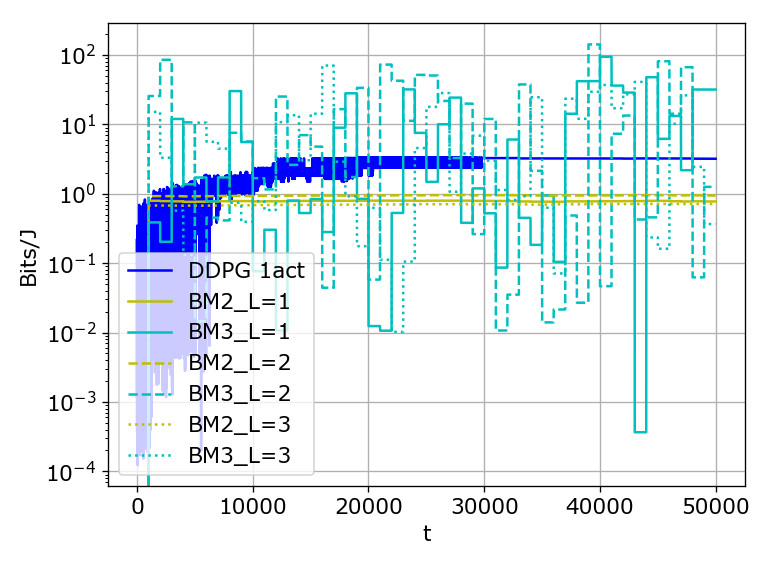 10²
10¹
10⁰
10⁻¹
10⁻²
10⁻³
10⁻⁴
Bits/J
DDPG 1act
BM2_L=1
BM3_L=1
BM2_L=2
BM3_L=2
BM2_L=3
BM3_L=3
0 10000 20000 30000 40000 50000
t